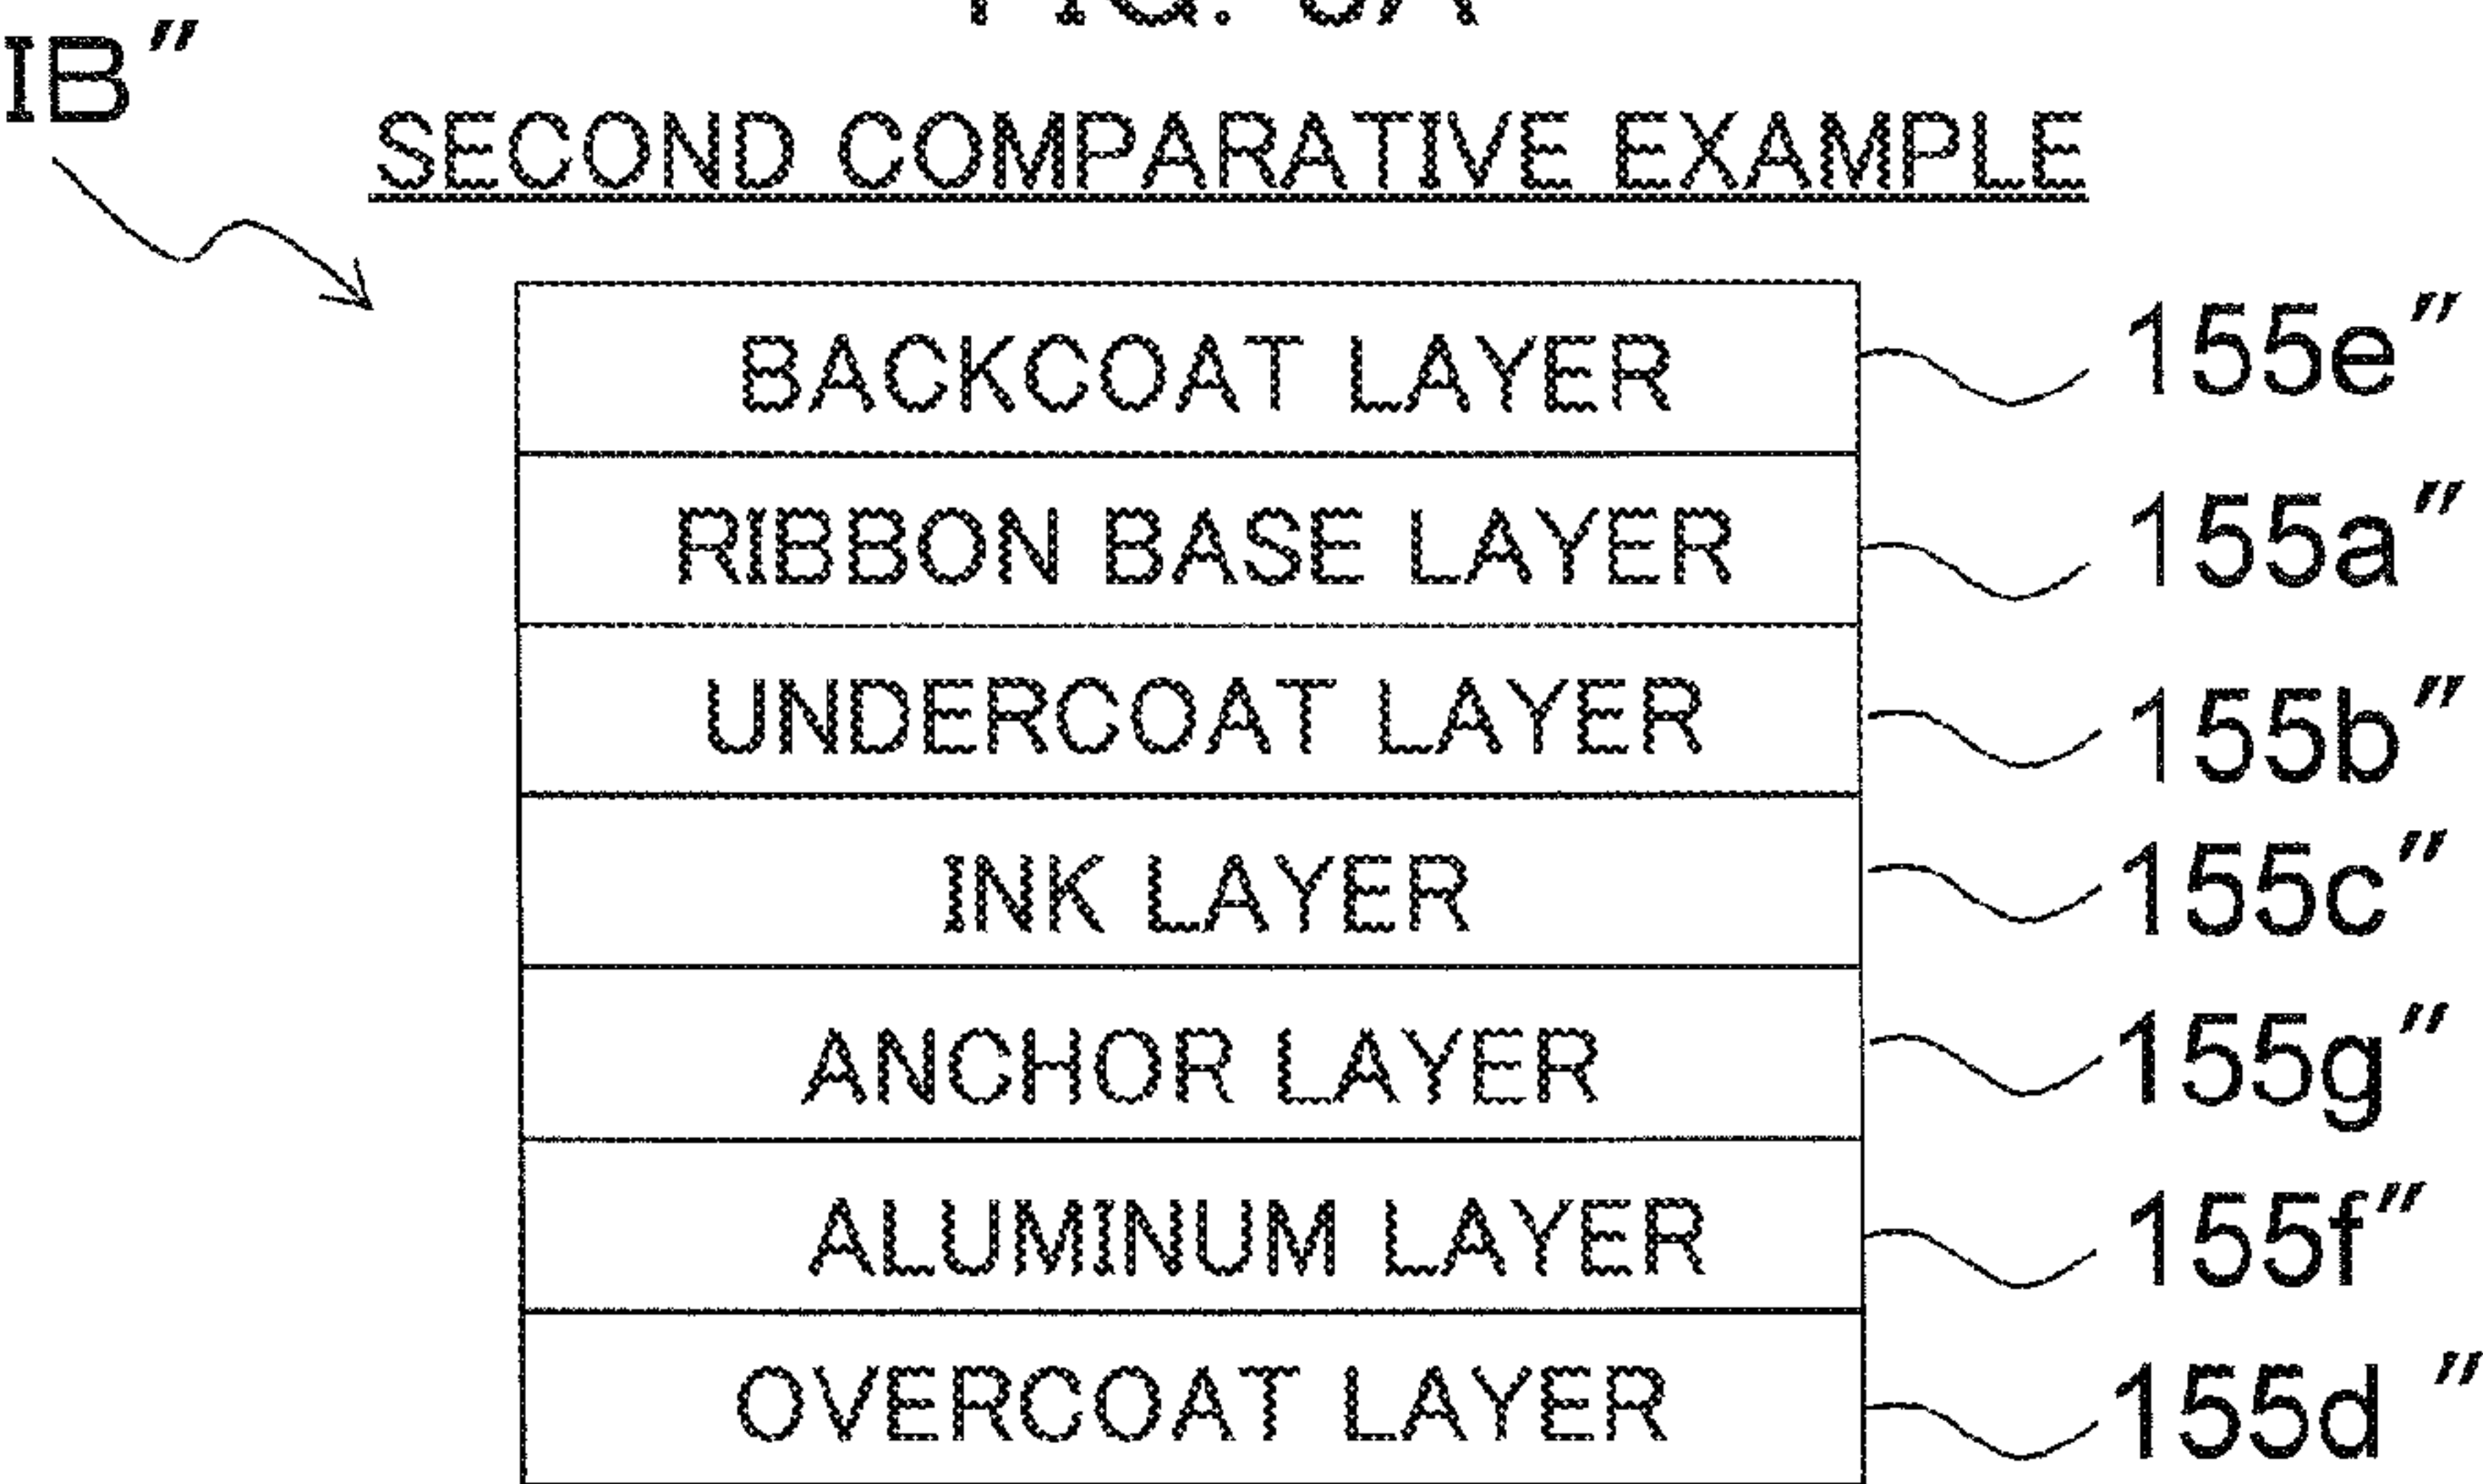 IB″
SECOND COMPARATIVE EXAMPLE
BACKCOAT LAYER 155e″
RIBBON BASE LAYER 155a″
UNDERCOAT LAYER 155b″
INK LAYER 155c″
ANCHOR LAYER 155g″
ALUMINUM LAYER 155f″
OVERCOAT LAYER 155d ″